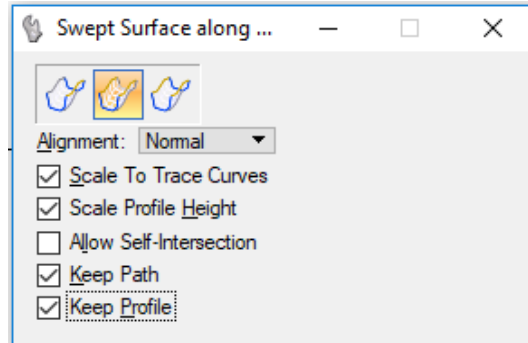 Swept Surface along ...
Alignment: Normal
Scale To Trace Curves
Scale Profile Height
Allow Self-Intersection
Keep Path
Keep Profile